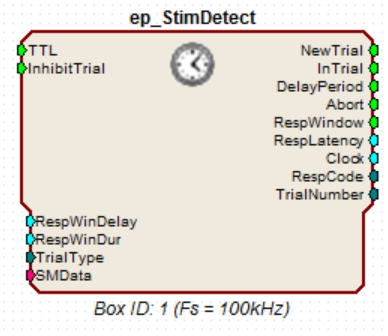 ep_StimDetect
TTL
InhibitTrial
NewTrial
InTrial
DelayPeriod
Abort
RespWindow
RespLatency
Clock
RespCode
TrialNumber
RespWinDelay
RespWinDur
TrialType
SMData
Box ID: 1 (Fs = 100kHz)